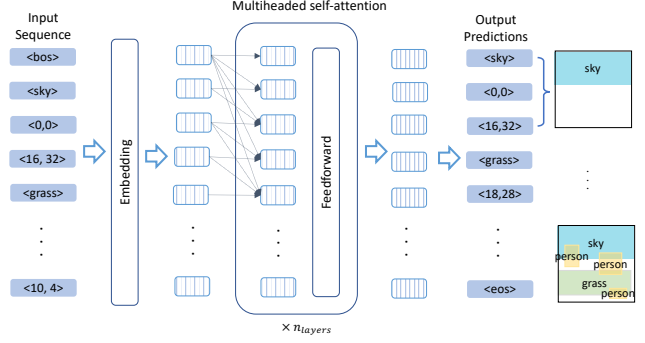 Multiheaded self-attention
Input
Sequence
Output
Predictions
<bos>
<sky>
<0,0>
<16, 32>
<grass>
<10, 4>
Embedding
Feedforward
× n_layers
<sky>
<0,0>
<16,32>
<grass>
<18,28>
<eos>
sky
sky
person
person
grass
person